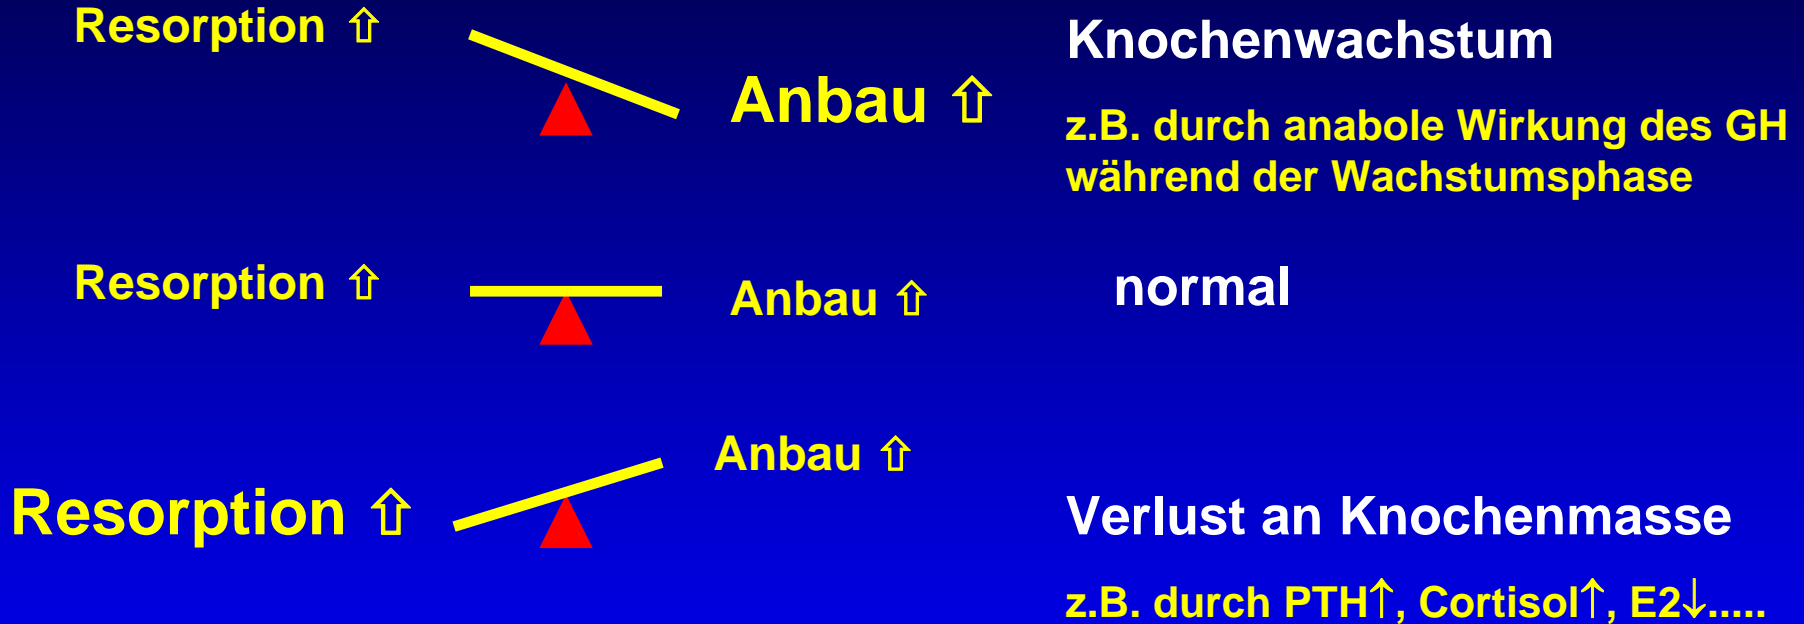 Resorption ⇧
Anbau ⇧
Knochenwachstum
z.B. durch anabole Wirkung des GH
während der Wachstumsphase
Resorption ⇧
Anbau ⇧
normal
Resorption ⇧
Anbau ⇧
Verlust an Knochenmasse
z.B. durch PTH↑, Cortisol↑, E2↓.....